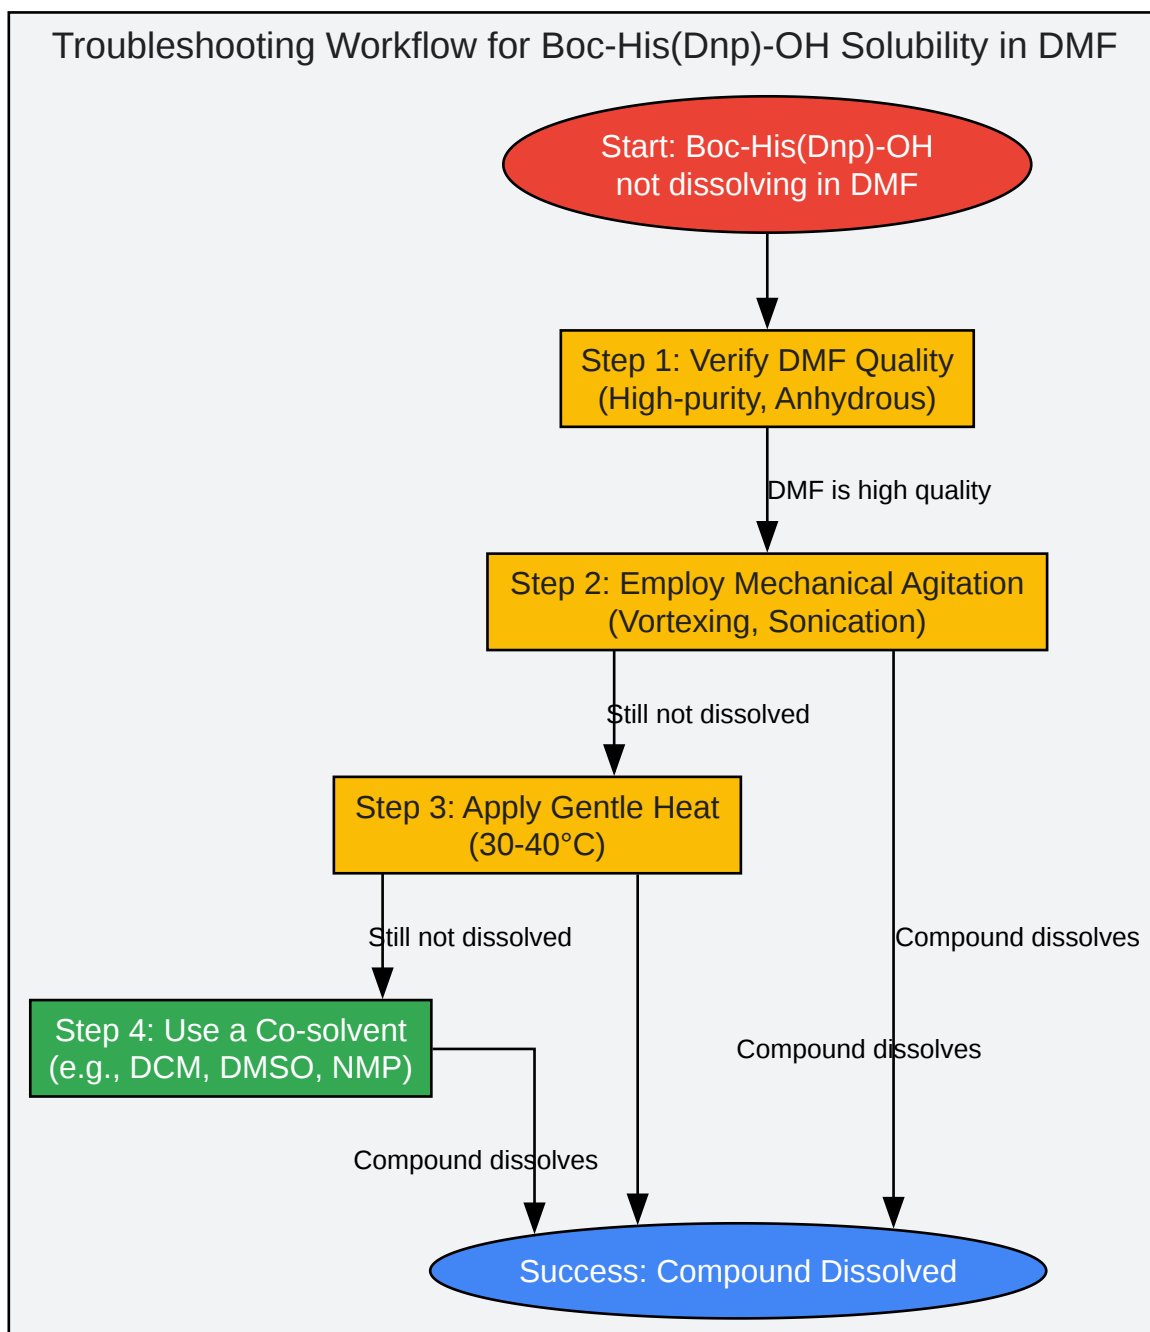 Troubleshooting Workflow for Boc-His(Dnp)-OH Solubility in DMF
Start: Boc-His(Dnp)-OH
not dissolving in DMF
Step 1: Verify DMF Quality
(High-purity, Anhydrous)
DMF is high quality
Step 2: Employ Mechanical Agitation
(Vortexing, Sonication)
Still not dissolved
Step 3: Apply Gentle Heat
(30-40°C)
Still not dissolved
Compound dissolves
Step 4: Use a Co-solvent
(e.g., DCM, DMSO, NMP)
Compound dissolves
Compound dissolves
Success: Compound Dissolved